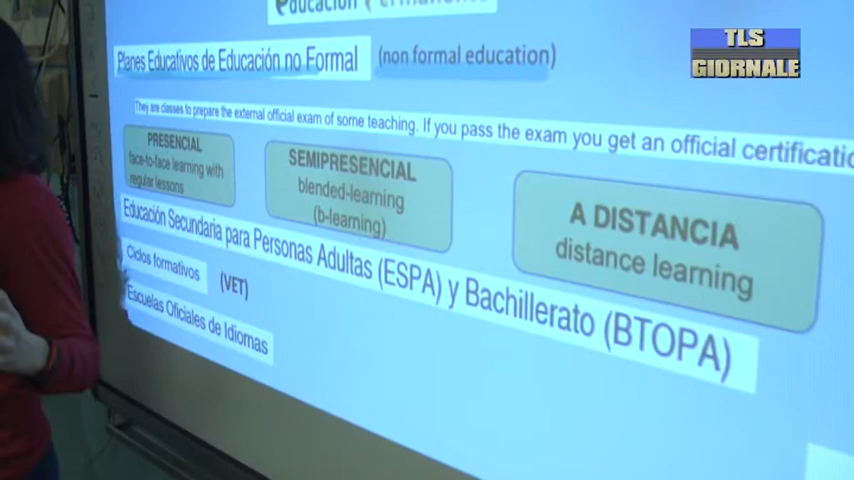 TLS
GIORNALE
Planes Educativos de Educación no Formal (non formal education)
They are classes to prepare the external official exam of some teaching. If you pass the exam you get an official
PRESENCIAL
face-to-face learning with
regular lessons
SEMIPRESENCIAL
blended-learning
(b-learning)
A DISTANCIA
distance learning
Educación Secundaria para Personas Adultas (ESPA) y Bachillerato (BTOPA)
Ciclos formativos (VET)
Escuelas Oficiales de Idiomas